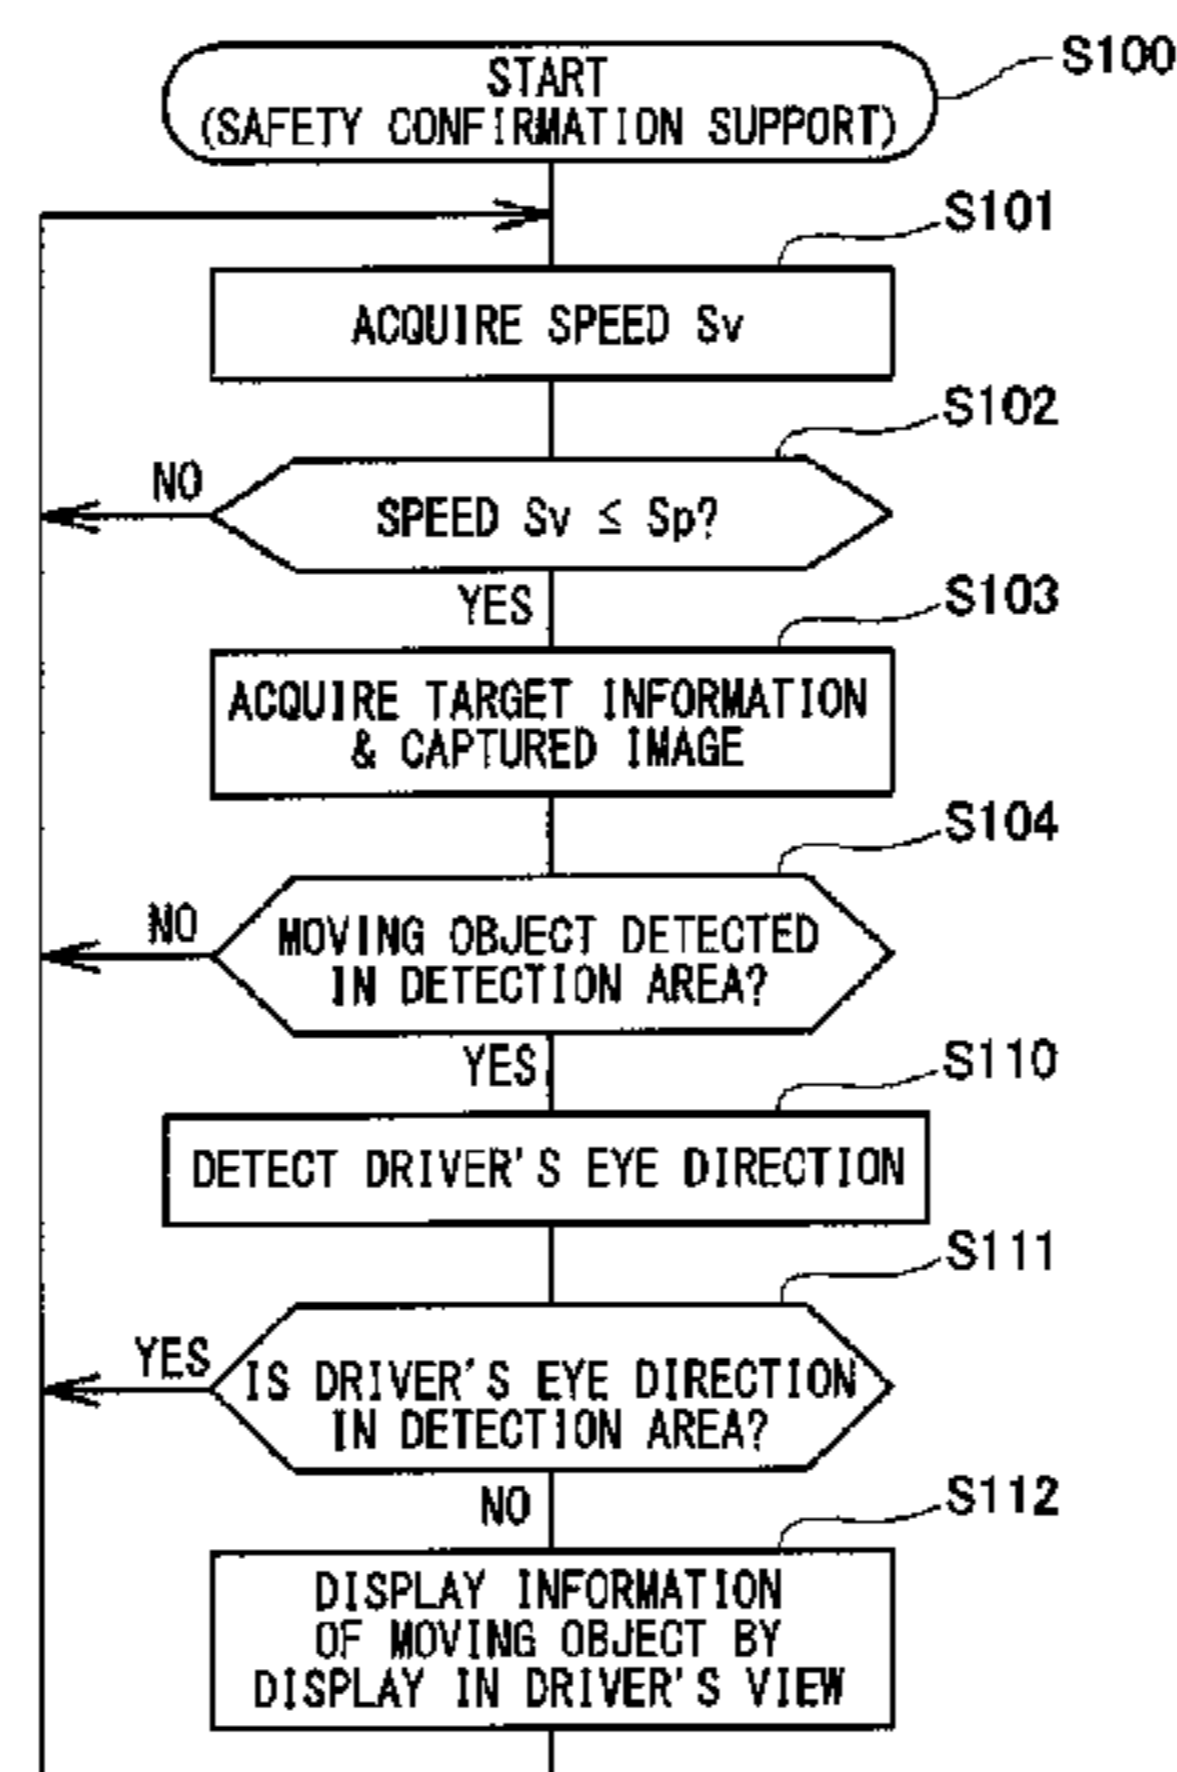 S100
START
(SAFETY CONFIRMATION SUPPORT)
S101
ACQUIRE SPEED Sv
S102
NO
SPEED Sv ≤ Sp?
YES
S103
ACQUIRE TARGET INFORMATION
& CAPTURED IMAGE
S104
NO
MOVING OBJECT DETECTED
IN DETECTION AREA?
YES
S110
DETECT DRIVER'S EYE DIRECTION
S111
YES
IS DRIVER'S EYE DIRECTION
IN DETECTION AREA?
NO
S112
DISPLAY INFORMATION
OF MOVING OBJECT BY
DISPLAY IN DRIVER'S VIEW